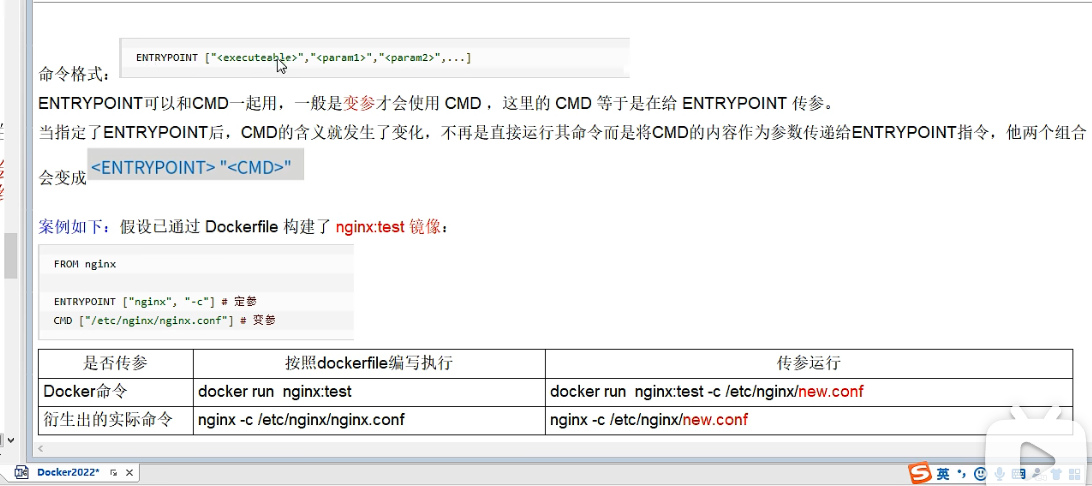 ENTRYPOINT ["<executeable>","<param1>","<param2>",...]
命令格式：
ENTRYPOINT可以和CMD一起用，一般是变参才会使用 CMD ，这里的 CMD 等于是在给 ENTRYPOINT 传参。
当指定了ENTRYPOINT后，CMD的含义就发生了变化，不再是直接运行其命令而是将CMD的内容作为参数传递给ENTRYPOINT指令，他两个组合
会变成 <ENTRYPOINT> "<CMD>"
案例如下：假设已通过 Dockerfile 构建了 nginx:test 镜像：
FROM nginx
ENTRYPOINT ["nginx", "-c"] # 定参
CMD ["/etc/nginx/nginx.conf"] # 变参
是否传参 按照dockerfile编写执行 传参运行
Docker命令 docker run nginx:test docker run nginx:test -c /etc/nginx/new.conf
衍生出的实际命令 nginx -c /etc/nginx/nginx.conf nginx -c /etc/nginx/new.conf
Docker2022*
英